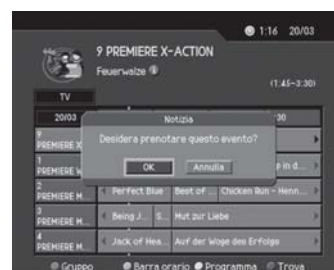 1:16 20/03
9 PREMIERE X-ACTION
Feuerwalze
(1:45~3:30)
TV
20/03
Notizia
:30
9
PREMIERE X
Desidera prenotare questo evento?
1
PREMIERE
OK Annulla
p in d...
2
PREMIERE M...
Perfect Blue Best of ... Chicken Run - Henn...
3
PREMIERE M...
Being J... S... Mut zur Liebe
4
PREMIERE M...
Jack of Hea... Auf der Woge des Erfolgs
Gruppo Barra orario Programma Trova